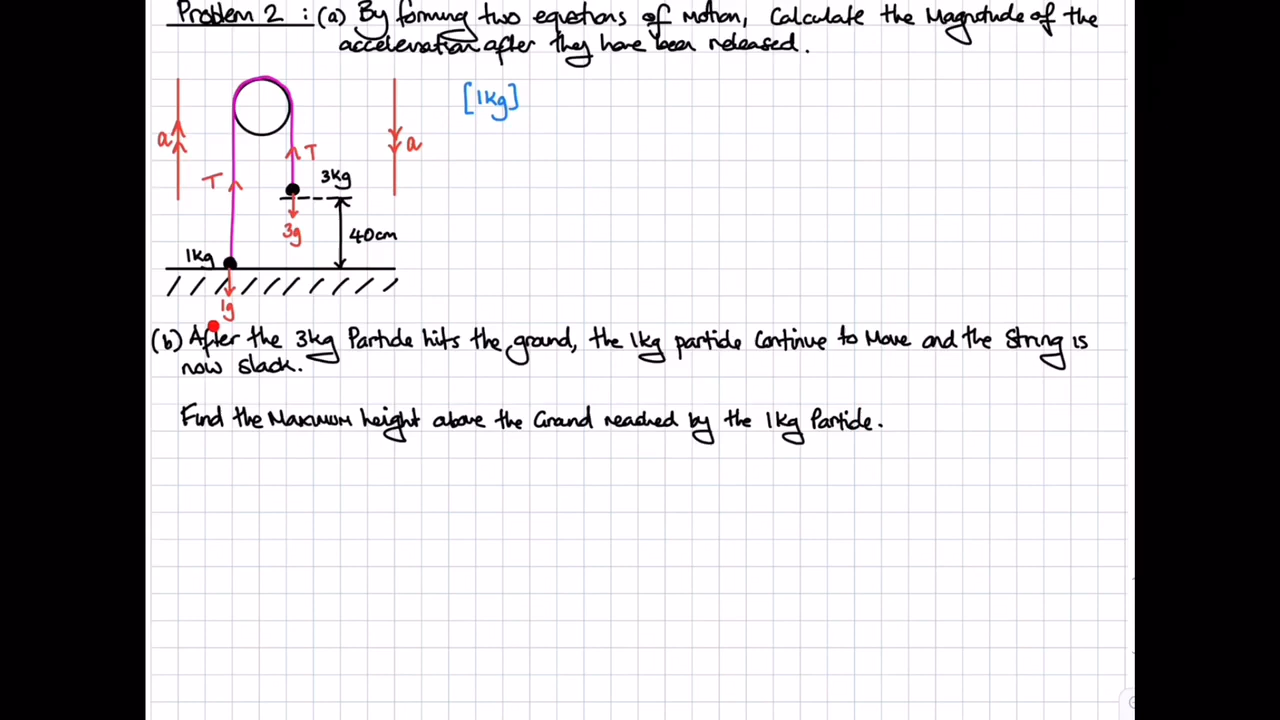 Problem 2 : (a) By forming two equations of Motion, Calculate the Magnitude of the
acceleration after they have been released.
[1kg]
a
a
T
T
3kg
3g
40cm
1kg
1g
(b) After the 3kg Particle hits the ground, the 1kg particle Continue to Move and the String is
now slack.
Find the Maximum height above the Ground reached by the 1kg Particle.